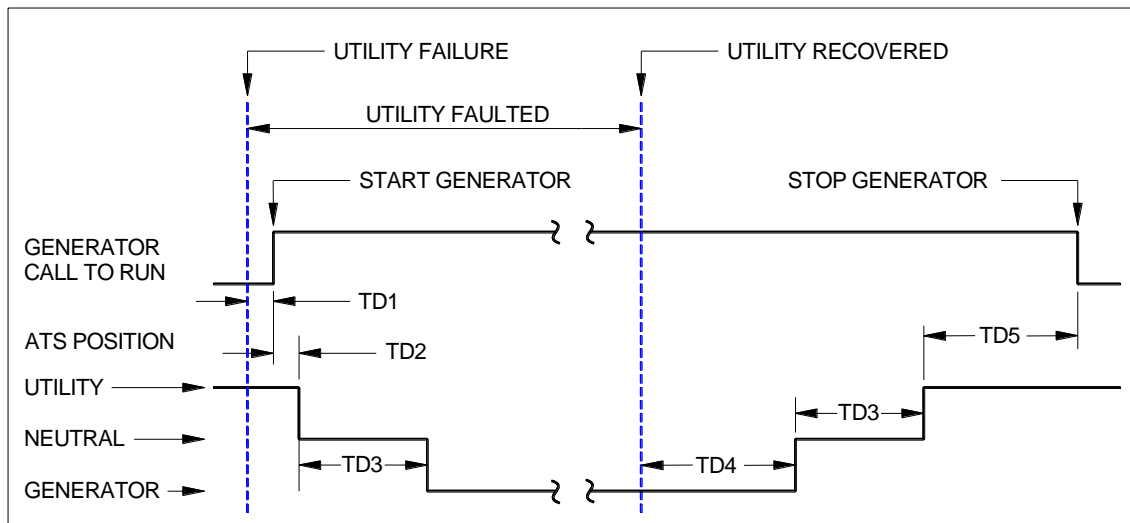 UTILITY FAILURE
UTILITY RECOVERED
UTILITY FAULTED
START GENERATOR
STOP GENERATOR
GENERATOR
CALL TO RUN
TD1
ATS POSITION
TD2
TD5
UTILITY
TD3
NEUTRAL
TD3
TD4
GENERATOR